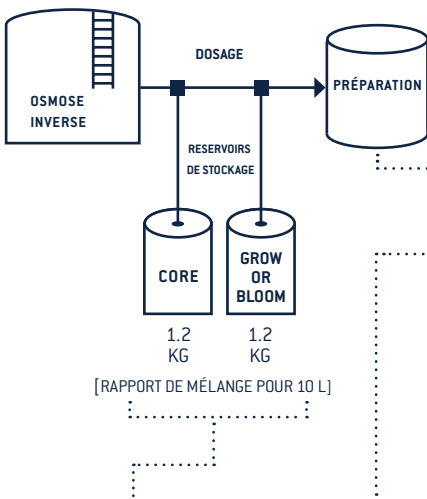 DOSAGE
OSMOSE
INVERSE
PRÉPARATION
RESERVOIRS
DE STOCKAGE
CORE
GROW
OR
BLOOM
1.2
KG
1.2
KG
[RAPPORT DE MÉLANGE POUR 10 L]